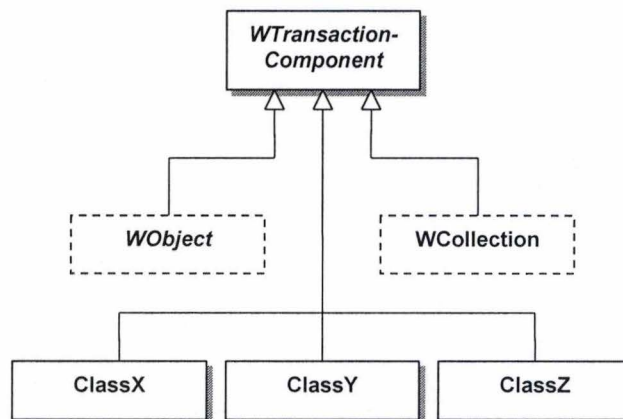 WTransaction-
Component
WObject
WCollection
ClassX
ClassY
ClassZ